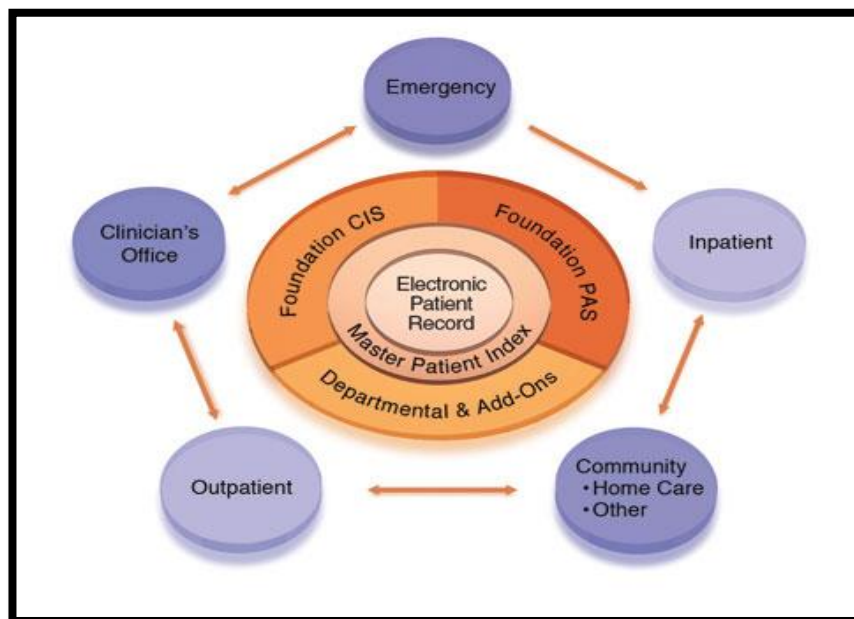 Emergency
Clinician's
Office
Inpatient
Foundation CIS
Foundation PAS
Electronic
Patient
Record
Master Patient Index
Departmental & Add-Ons
Outpatient
Community
• Home Care
• Other